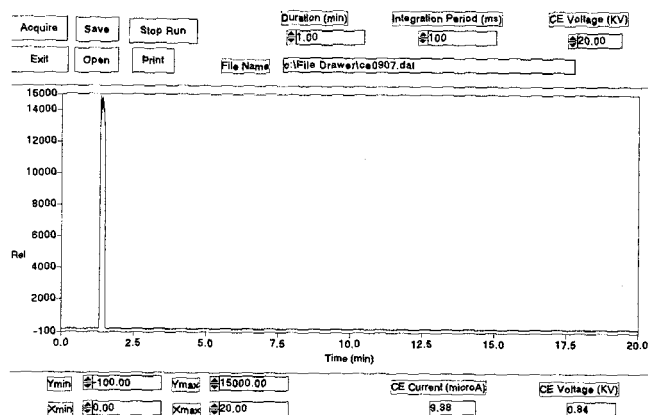 Acquire Save Stop Run
Duration (min) Integration Period (ms) CE Voltage (KV)
1.00 100 20.00
Exit Open Print
File Name c:\File Drawer\ce0907.dat
15000
14000
12000
10000
8000
6000
Rel
4000
2000
-100
0.0 2.5 5.0 7.5 10.0 12.5 15.0 17.5 20.0
Time (min)
Ymin -100.00 Ymax 15000.00 CE Current (microA) CE Voltage (KV)
Xmin 0.00 Xmax 20.00 9.38 6.84